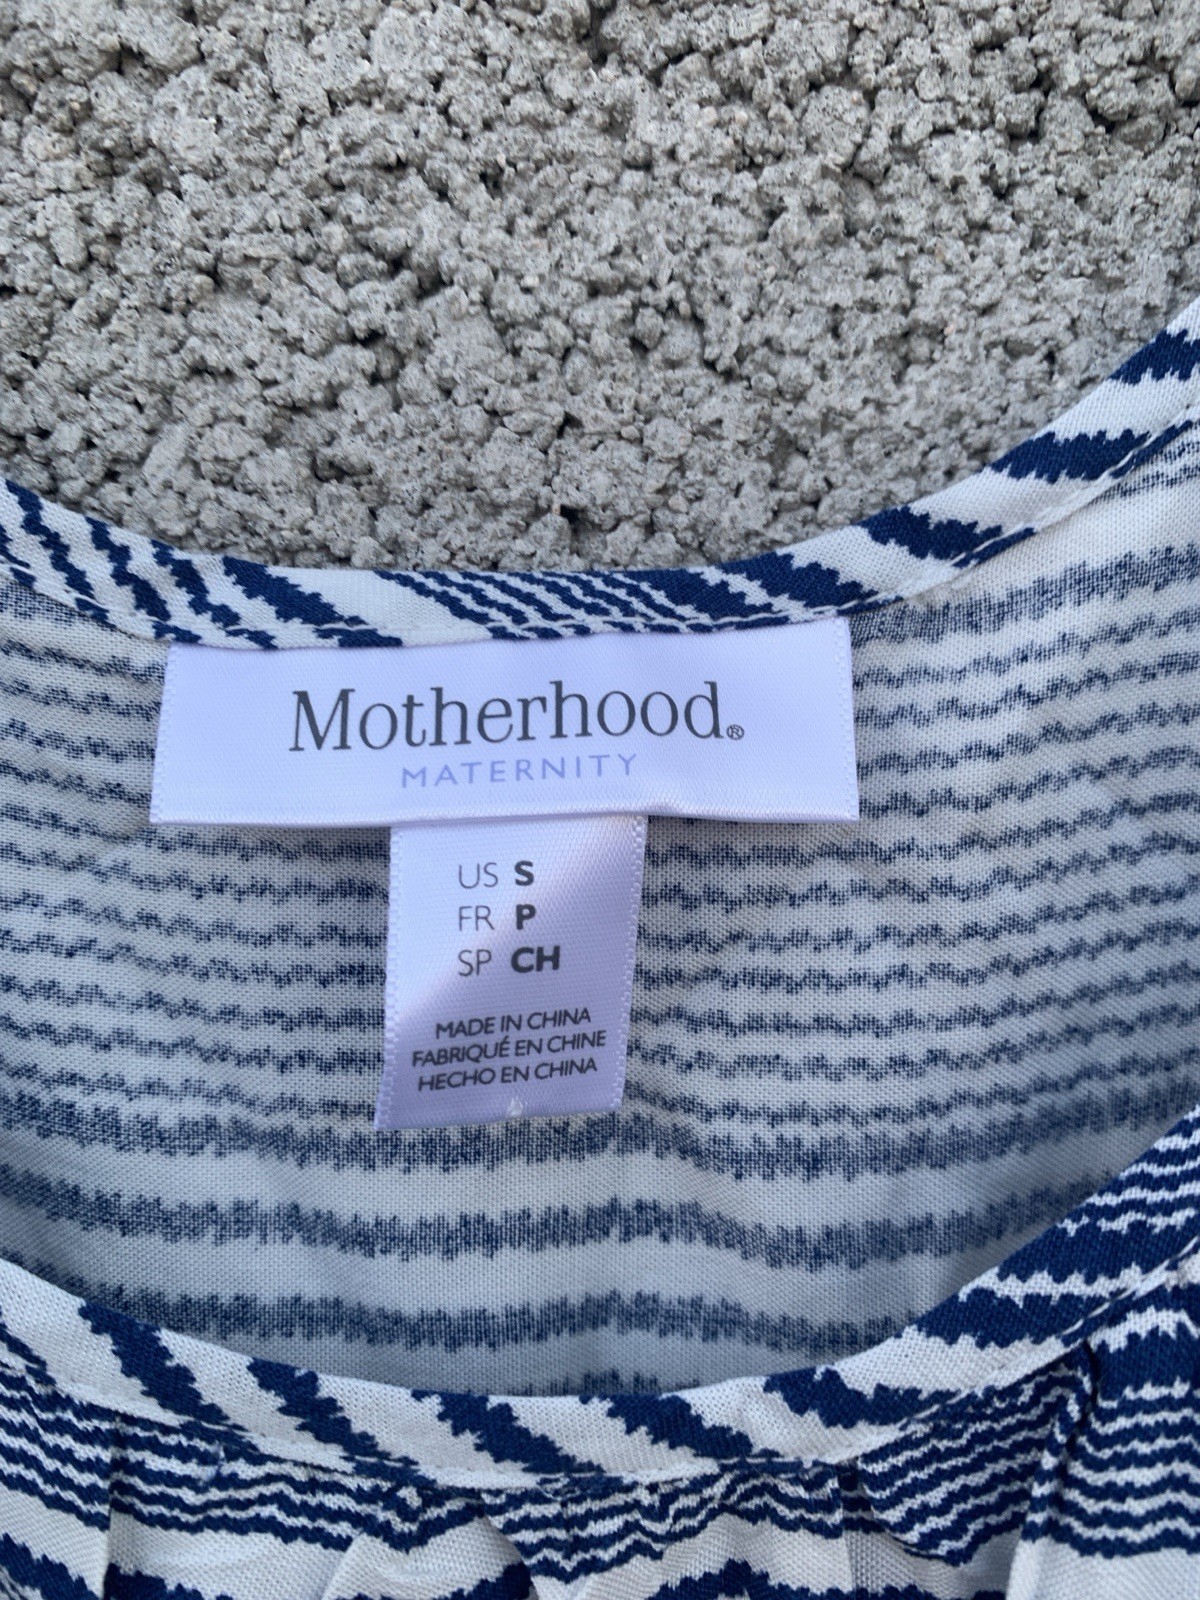 Motherhood®
MATERNITY
US S
FR P
SP CH
MADE IN CHINA
FABRIQUÉ EN CHINE
HECHO EN CHINA